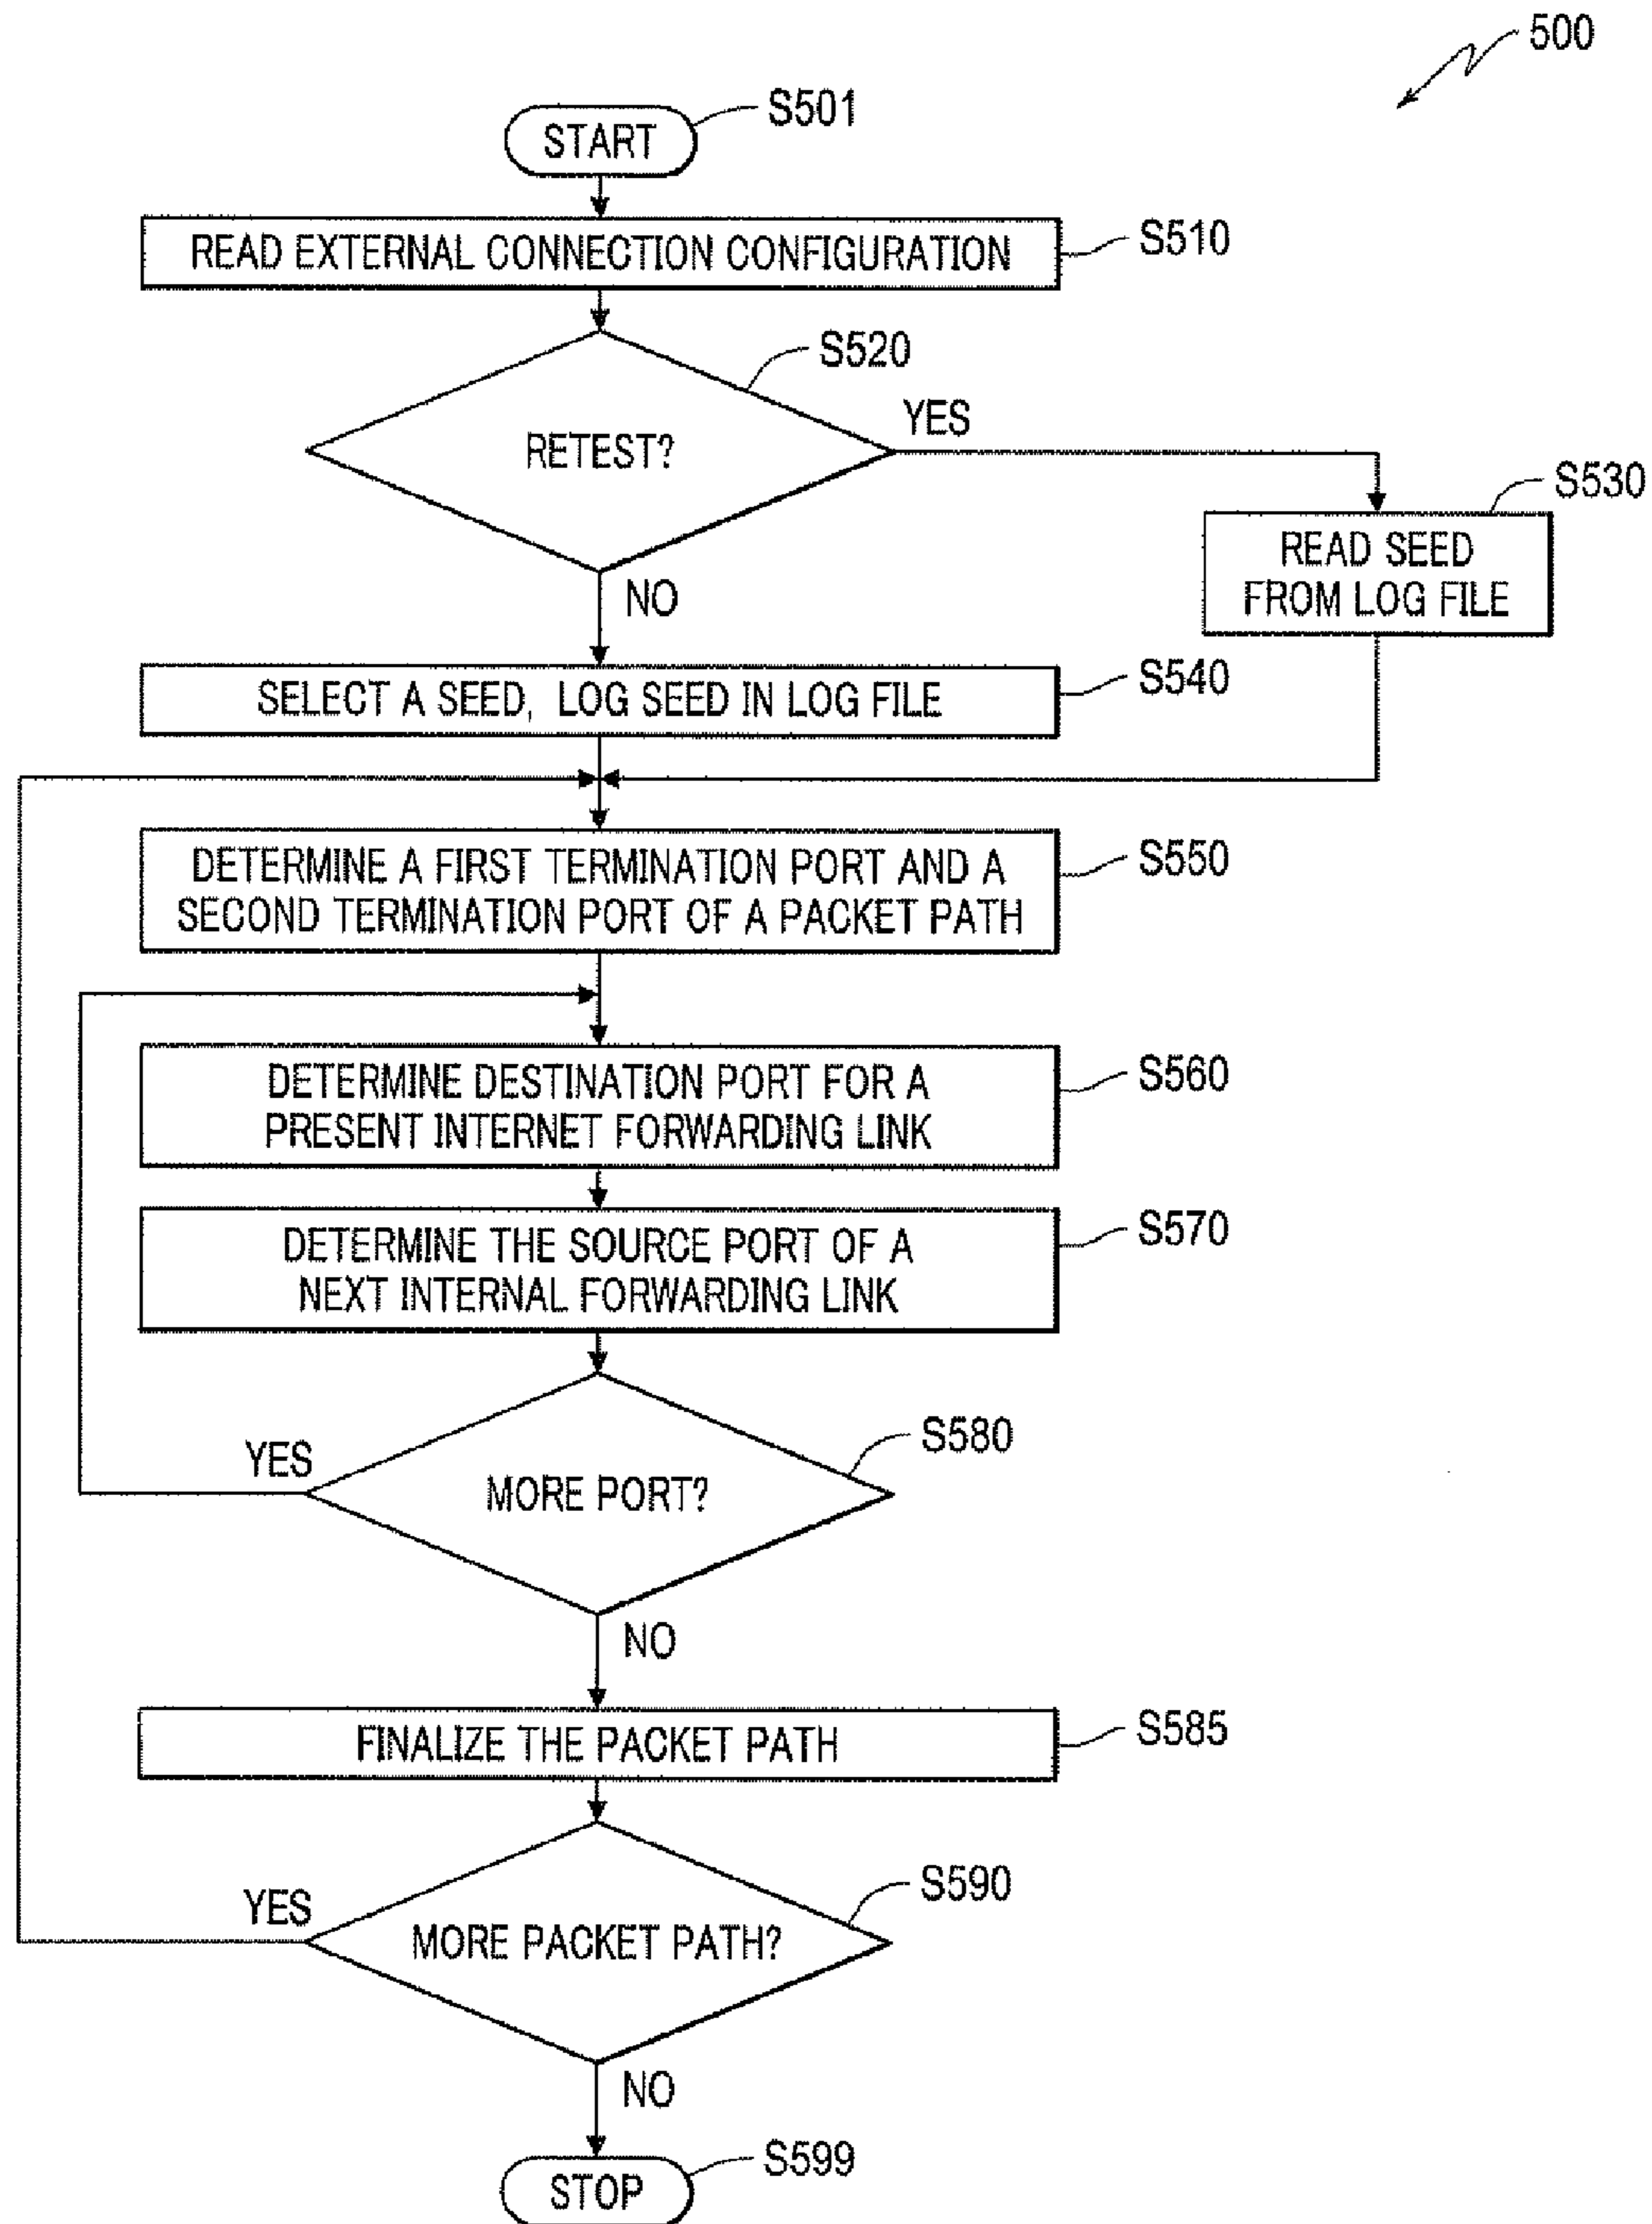 500
START
S501
READ EXTERNAL CONNECTION CONFIGURATION
S510
S520
RETEST?
YES
S530
READ SEED
FROM LOG FILE
NO
SELECT A SEED, LOG SEED IN LOG FILE
S540
DETERMINE A FIRST TERMINATION PORT AND A
SECOND TERMINATION PORT OF A PACKET PATH
S550
DETERMINE DESTINATION PORT FOR A
PRESENT INTERNET FORWARDING LINK
S560
DETERMINE THE SOURCE PORT OF A
NEXT INTERNAL FORWARDING LINK
S570
S580
YES
MORE PORT?
NO
FINALIZE THE PACKET PATH
S585
S590
YES
MORE PACKET PATH?
NO
STOP
S599